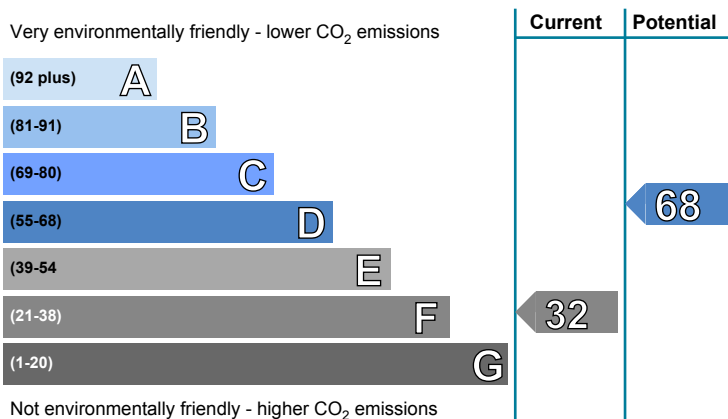 Current Potential
Very environmentally friendly - lower CO₂ emissions
(92 plus) A
(81-91) B
(69-80) C
68
(55-68) D
(39-54 E
(21-38) F 32
(1-20) G
Not environmentally friendly - higher CO₂ emissions